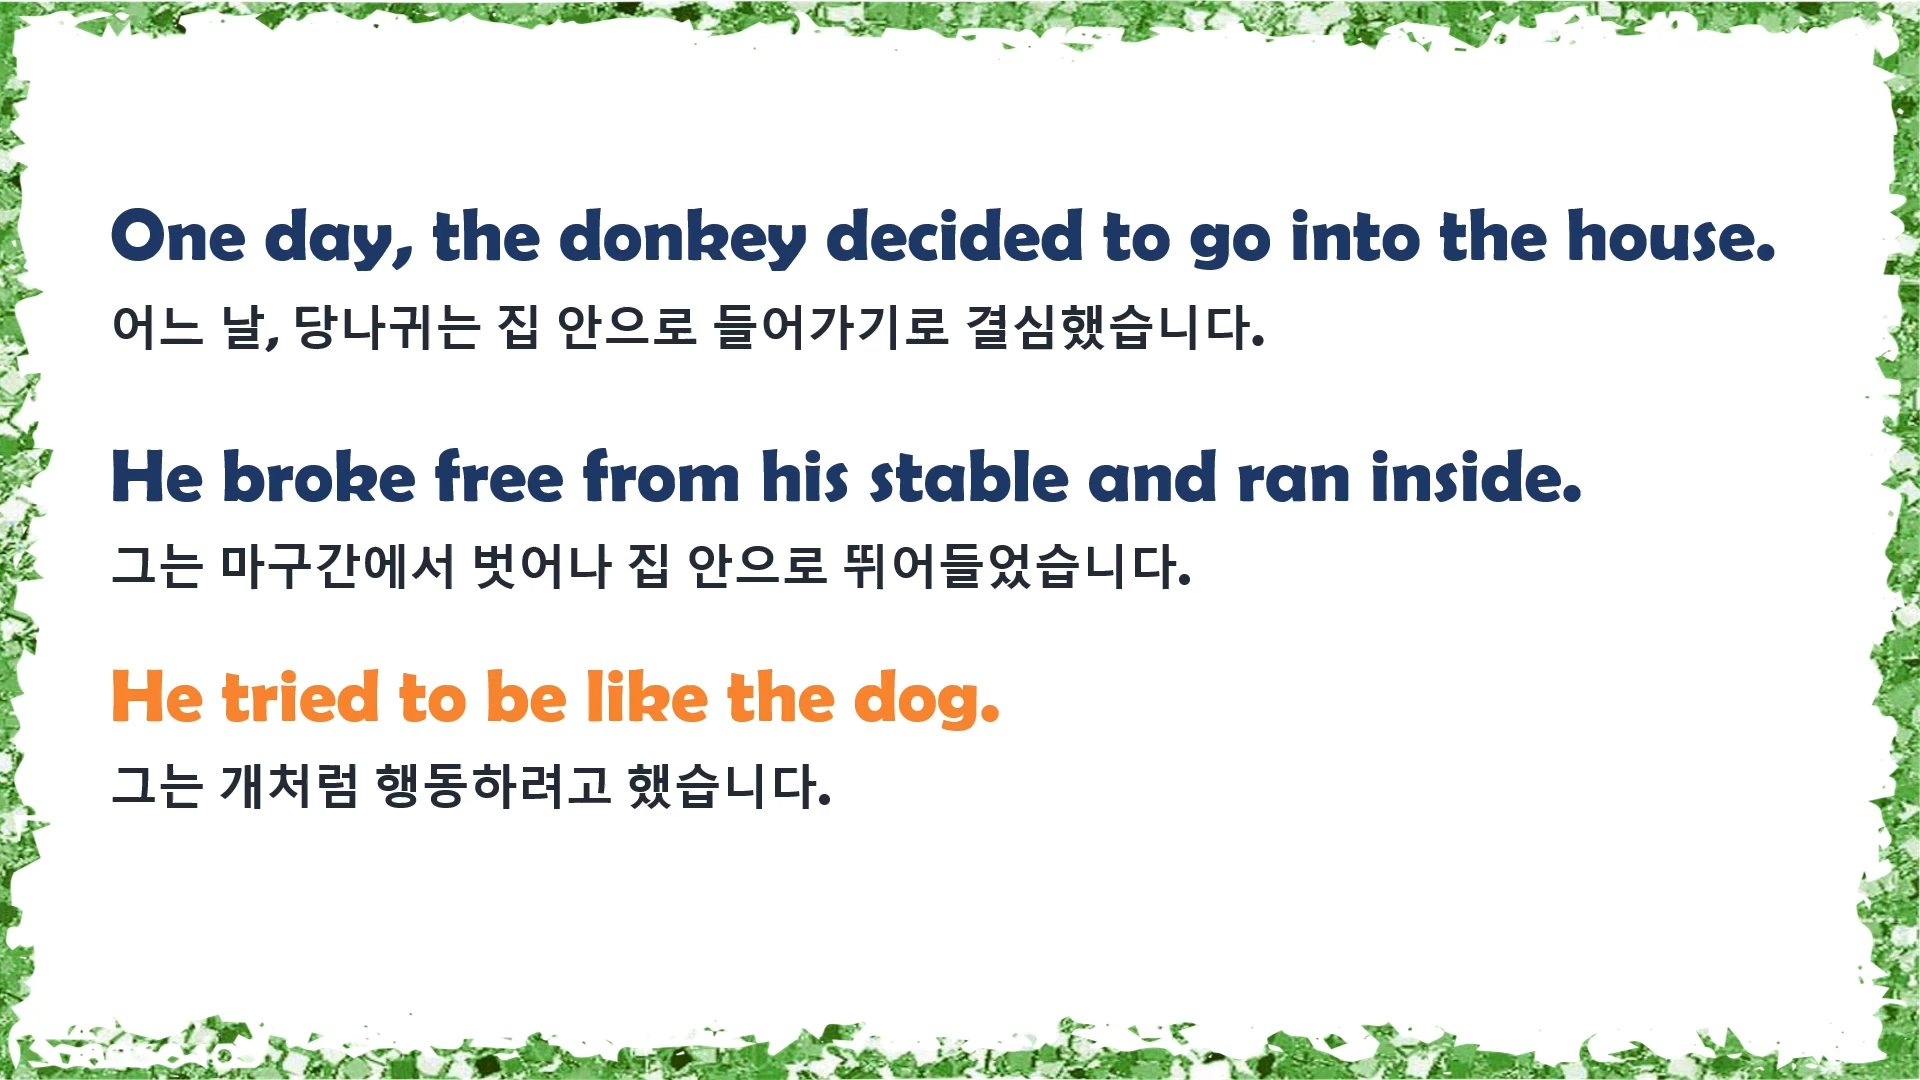 One day, the donkey decided to go into the house.
어느 날, 당나귀는 집 안으로 들어가기로 결심했습니다.
He broke free from his stable and ran inside.
그는 마구간에서 벗어나 집 안으로 뛰어들었습니다.
He tried to be like the dog.
그는 개처럼 행동하려고 했습니다.